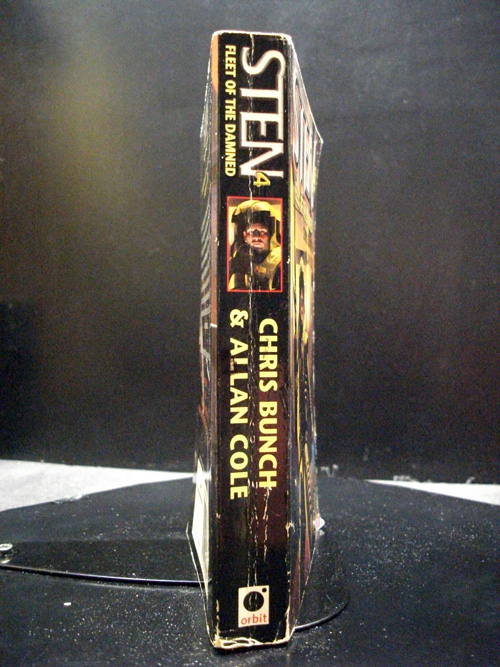 STEN 4
FLEET OF THE DAMNED
CHRIS BUNCH
& ALLAN COLE
orbit